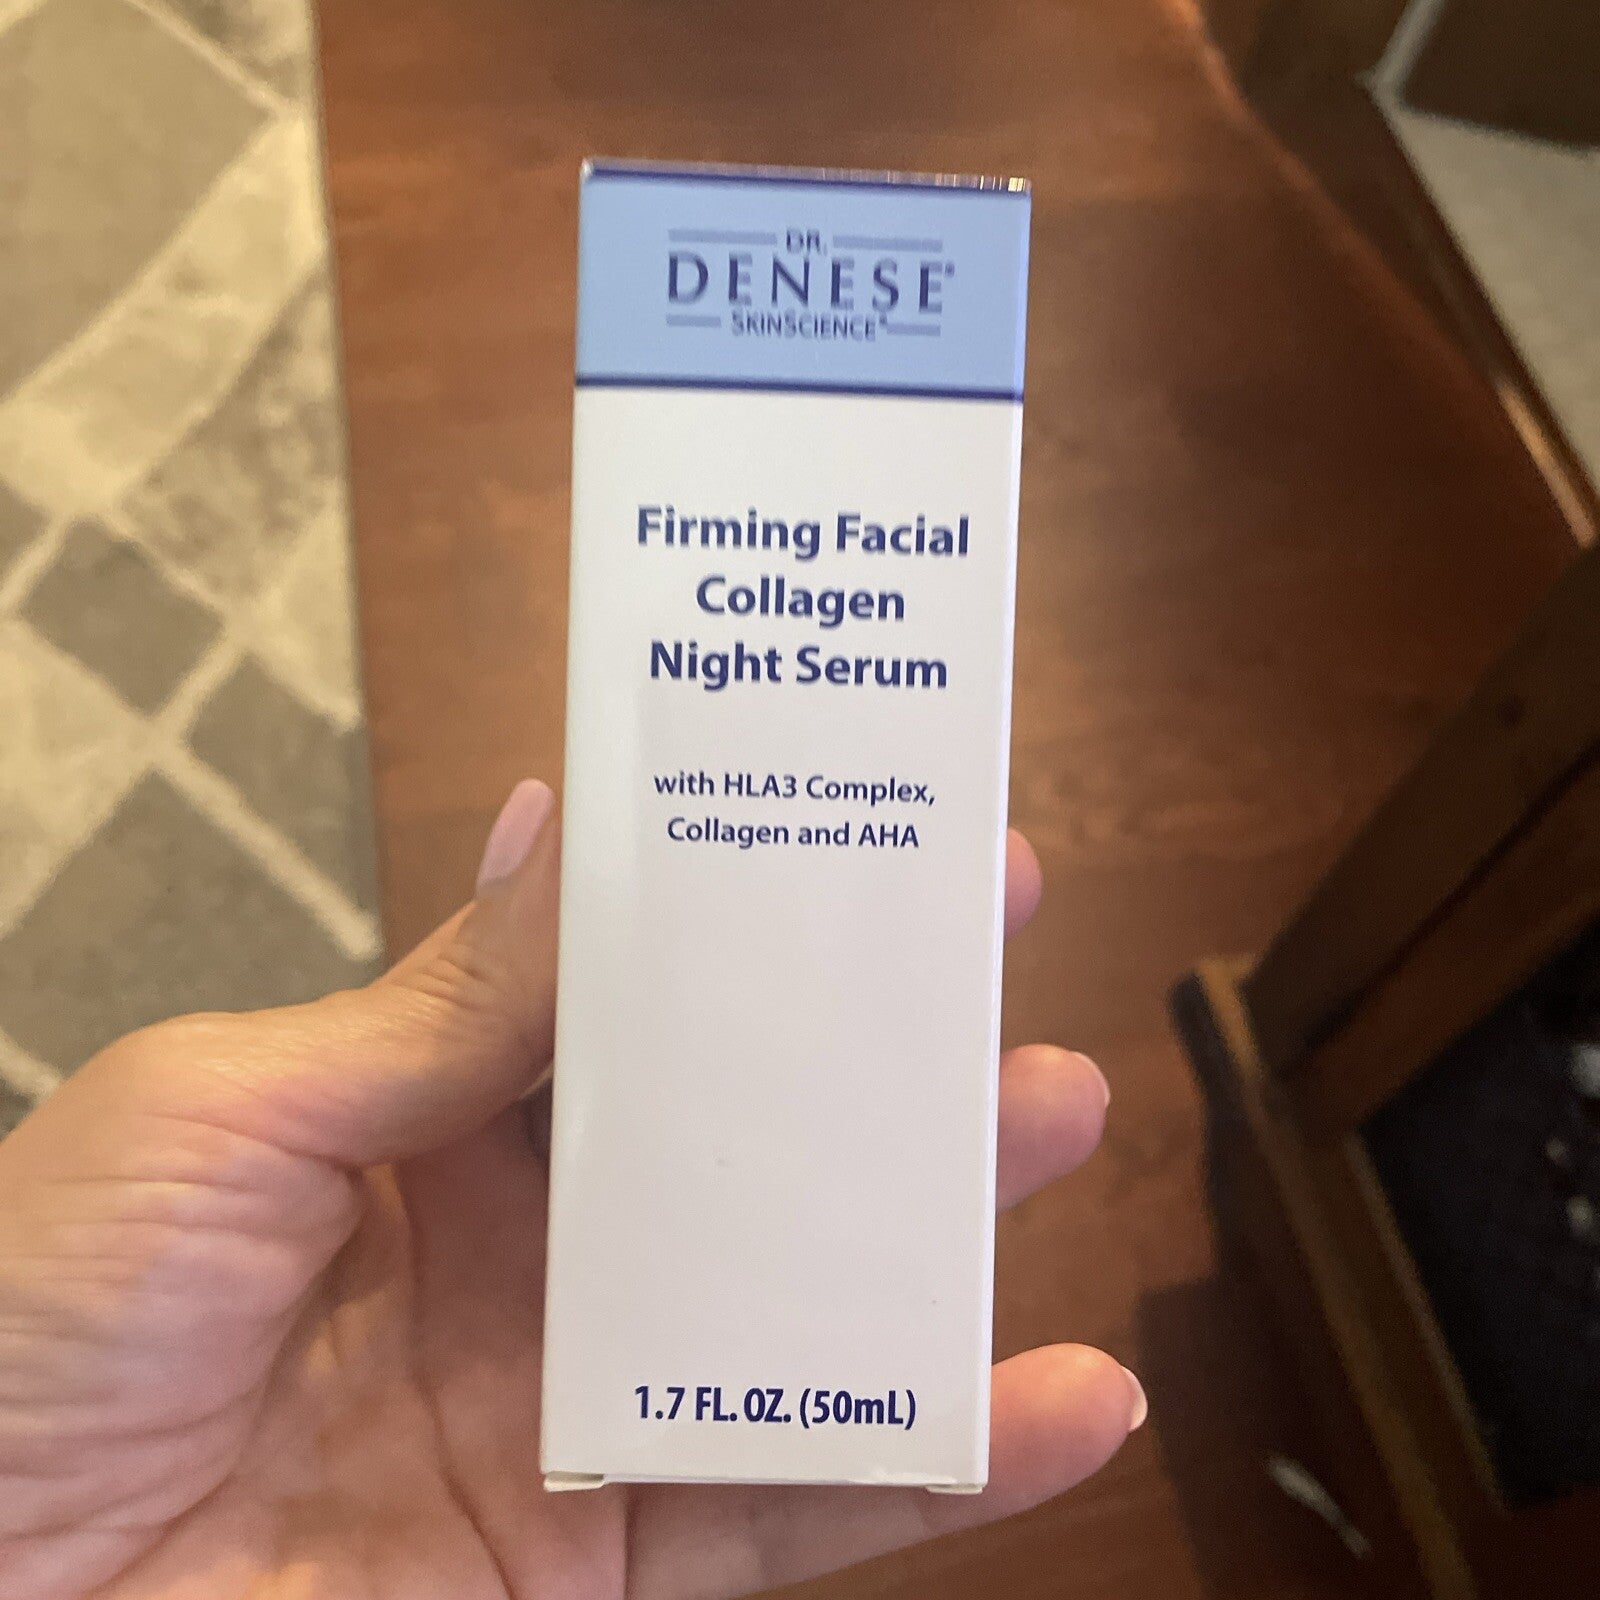 DR.
DENESE®
SKINSCIENCE®
Firming Facial
Collagen
Night Serum
with HLA3 Complex,
Collagen and AHA
1.7 FL. OZ. (50mL)